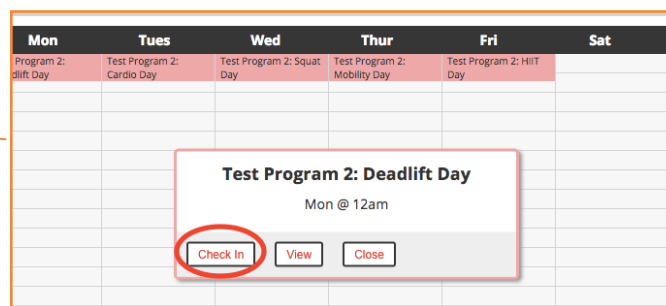 Mon Tues Wed Thur Fri Sat
Program 2: Test Program 2: Test Program 2: Squat Test Program 2: Test Program 2: HIIT
dlift Day Cardio Day Day Mobility Day Day
Test Program 2: Deadlift Day
Mon @ 12am
Check In View Close